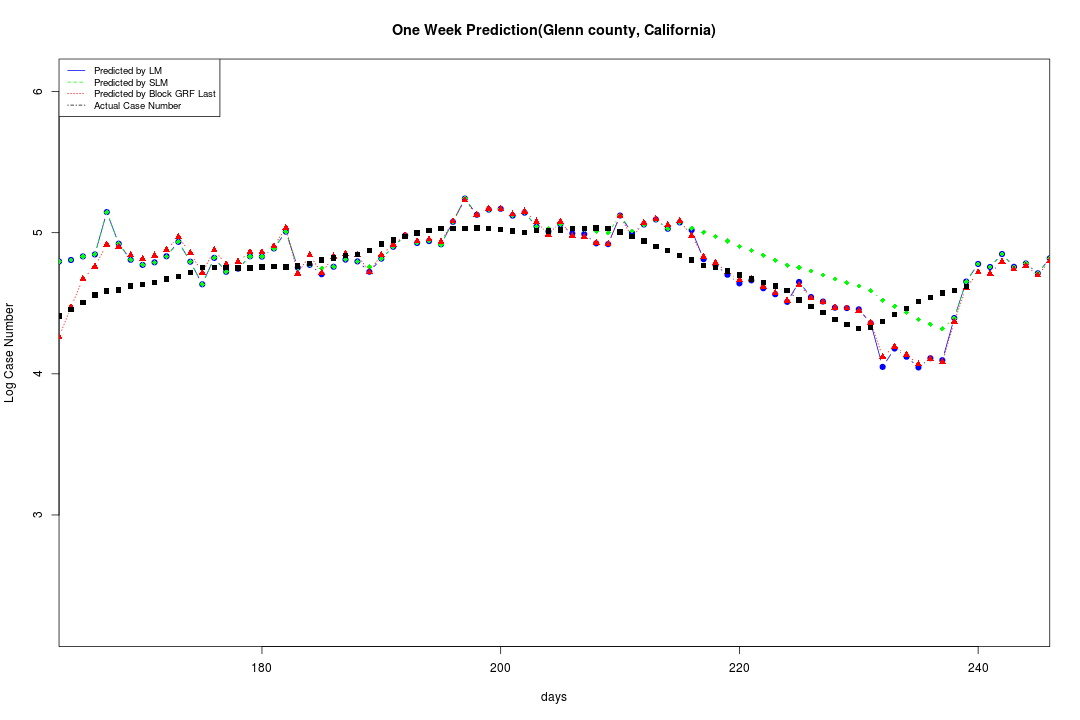 One Week Prediction(Glenn county, California)
Predicted by LM
Predicted by SLM
Predicted by Block GRF Last
Actual Case Number
6
5
4
3
Log Case Number
180 200 220 240
days